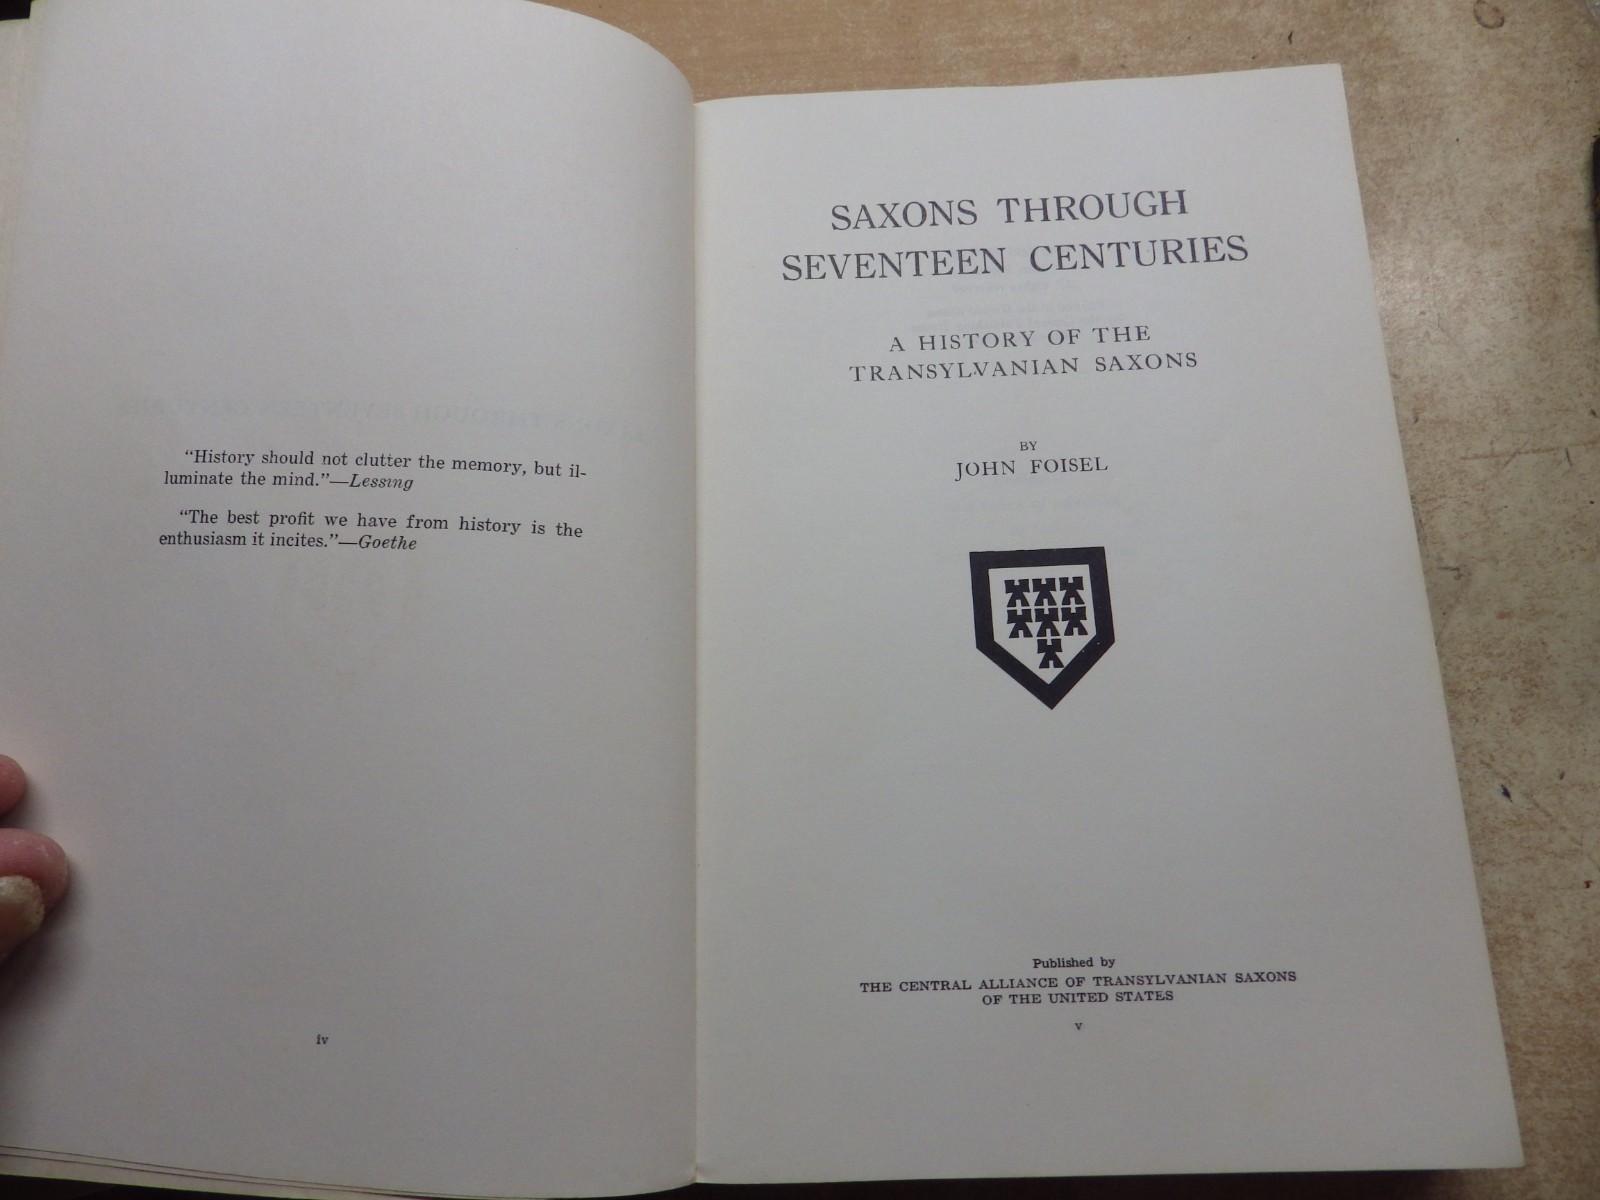 "History should not clutter the memory, but il-
luminate the mind."—Lessing
"The best profit we have from history is the
enthusiasm it incites."—Goethe
iv
SAXONS THROUGH
SEVENTEEN CENTURIES
A HISTORY OF THE
TRANSYLVANIAN SAXONS
BY
JOHN FOISEL
Published by
THE CENTRAL ALLIANCE OF TRANSYLVANIAN SAXONS
OF THE UNITED STATES
v